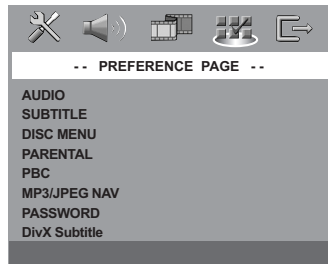 -- PREFERENCE PAGE --
AUDIO
SUBTITLE
DISC MENU
PARENTAL
PBC
MP3/JPEG NAV
PASSWORD
DivX Subtitle